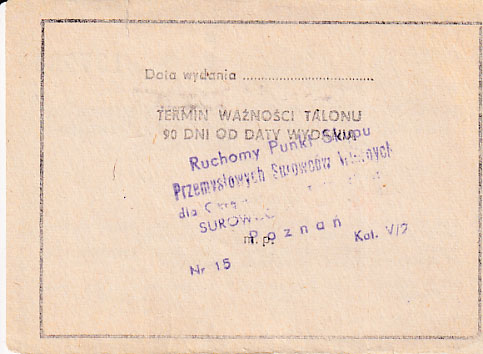 Data wydania ..............................
TERMIN WAŻNOŚCI TALONU
90 DNI OD DATY WYDANIA
Ruchomy Punkt Skupu
Przemysłowych Surowców Wtórnych
dla
SUROW
m.p.
Poznań Kat. V/2
Nr 15